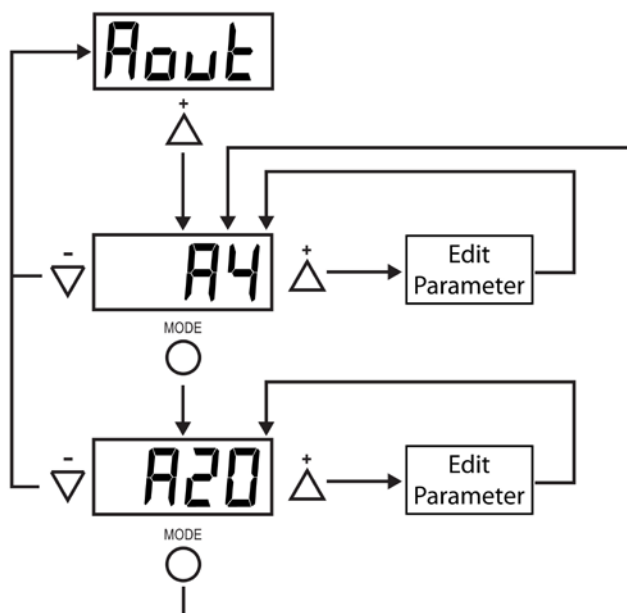 Aout
+
- A4 +
Edit
Parameter
MODE
- A20 +
Edit
Parameter
MODE